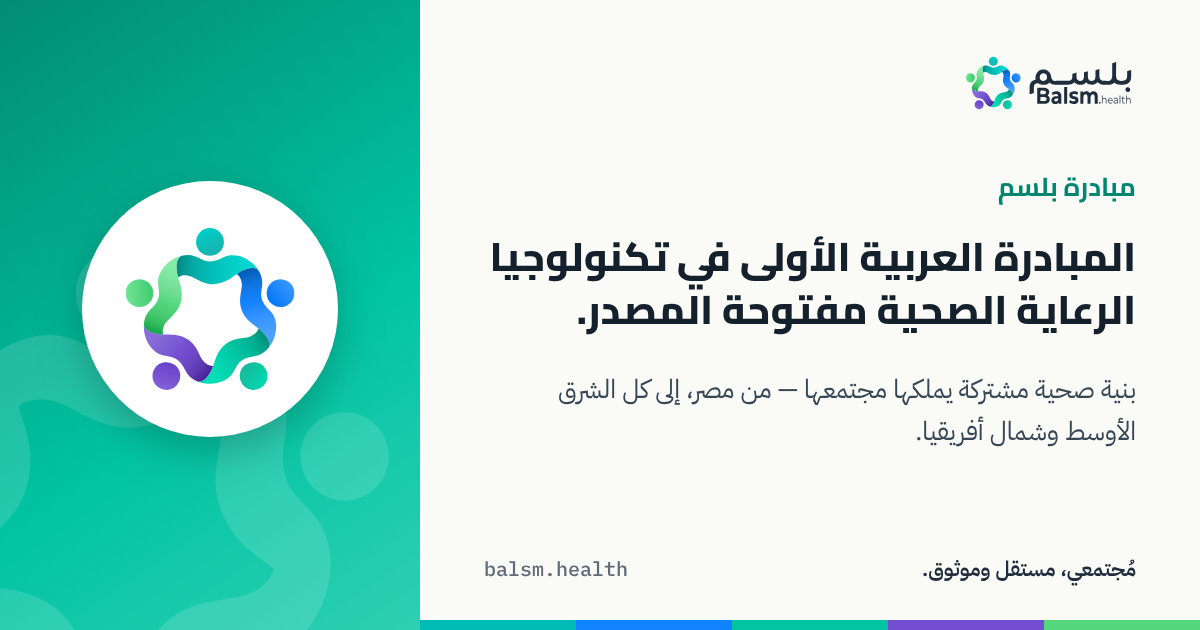 بلسم
Balsm.health
مبادرة بلسم
المبادرة العربية الأولى في تكنولوجيا
الرعاية الصحية مفتوحة المصدر.
بنية صحية مشتركة يملكها مجتمعها — من مصر، إلى كل الشرق
الأوسط وشمال أفريقيا.
مُجتمعي، مستقل وموثوق.
balsm.health